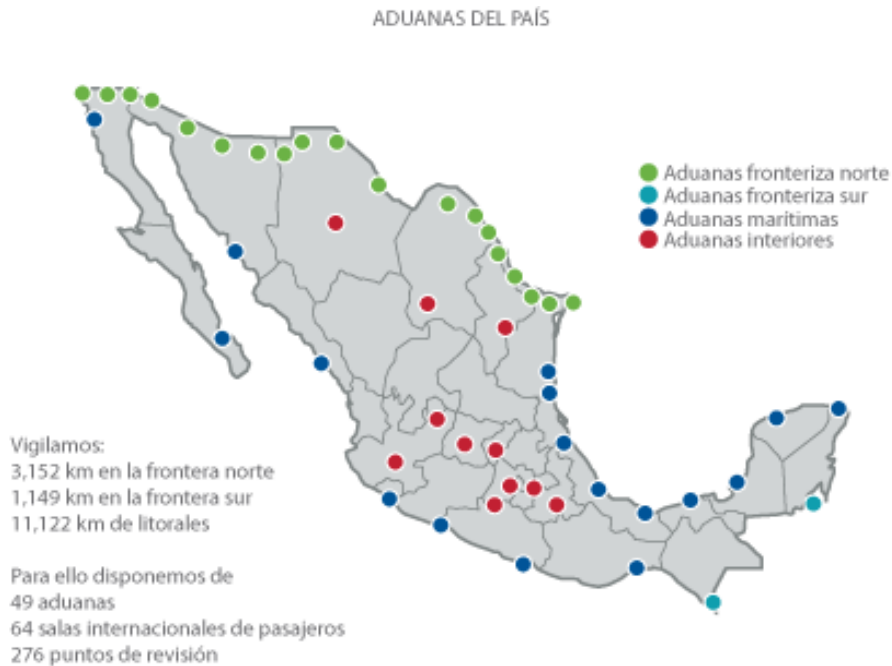 ADUANAS DEL PAÍS
Aduanas fronteriza norte
Aduanas fronteriza sur
Aduanas marítimas
Aduanas interiores
Vigilamos:
3,152 km en la frontera norte
1,149 km en la frontera sur
11,122 km de litorales
Para ello disponemos de
49 aduanas
64 salas internacionales de pasajeros
276 puntos de revisión